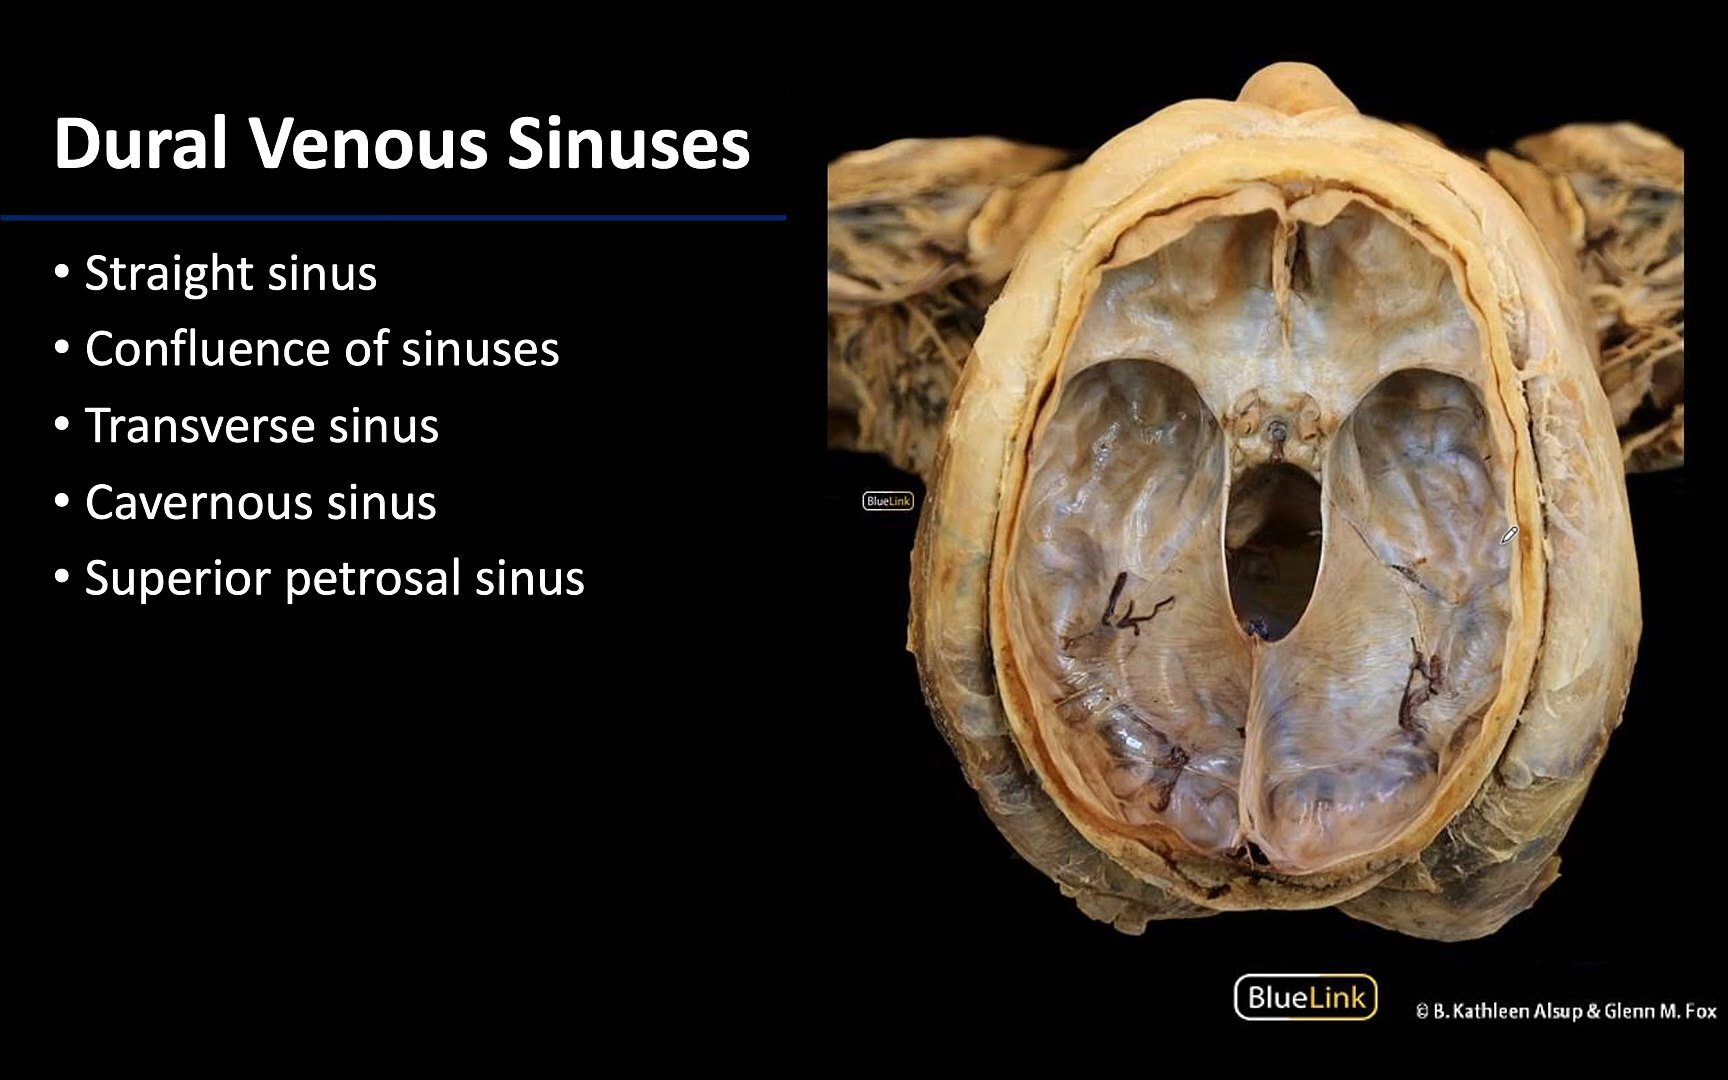 Dural Venous Sinuses
• Straight sinus
• Confluence of sinuses
• Transverse sinus
• Cavernous sinus
• Superior petrosal sinus
BlueLink
BlueLink
© B. Kathleen Alsup & Glenn M. Fox